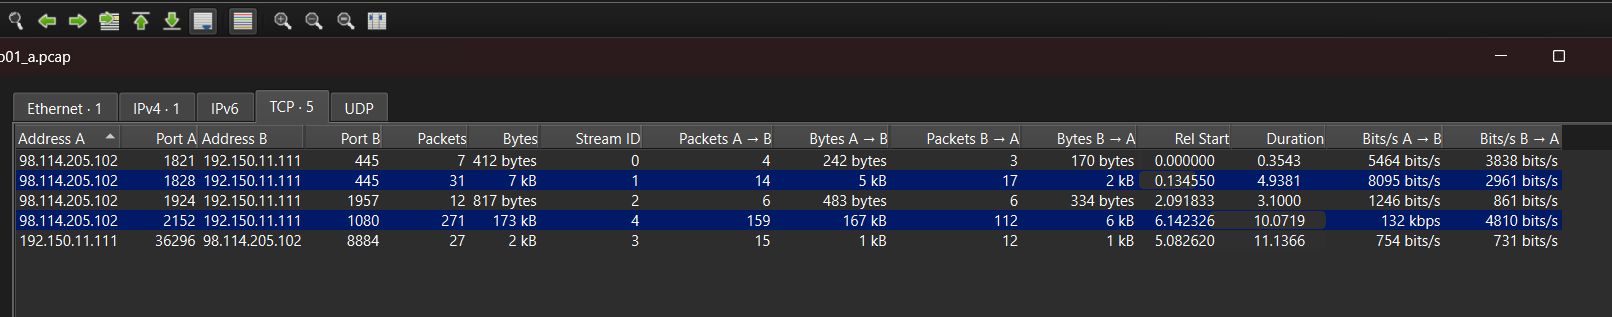 p01_a.pcap
Ethernet · 1 IPv4 · 1 IPv6 TCP · 5 UDP
Address A Port A Address B Port B Packets Bytes Stream ID Packets A → B Bytes A → B Packets B → A Bytes B → A Rel Start Duration Bits/s A → B Bits/s B → A
98.114.205.102 1821 192.150.11.111 445 7 412 bytes 0 4 242 bytes 3 170 bytes 0.000000 0.3543 5464 bits/s 3838 bits/s
98.114.205.102 1828 192.150.11.111 445 31 7 kB 1 14 5 kB 17 2 kB 0.134550 4.9381 8095 bits/s 2961 bits/s
98.114.205.102 1924 192.150.11.111 1957 12 817 bytes 2 6 483 bytes 6 334 bytes 2.091833 3.1000 1246 bits/s 861 bits/s
98.114.205.102 2152 192.150.11.111 1080 271 173 kB 4 159 167 kB 112 6 kB 6.142326 10.0719 132 kbps 4810 bits/s
192.150.11.111 36296 98.114.205.102 8884 27 2 kB 3 15 1 kB 12 1 kB 5.082620 11.1366 754 bits/s 731 bits/s